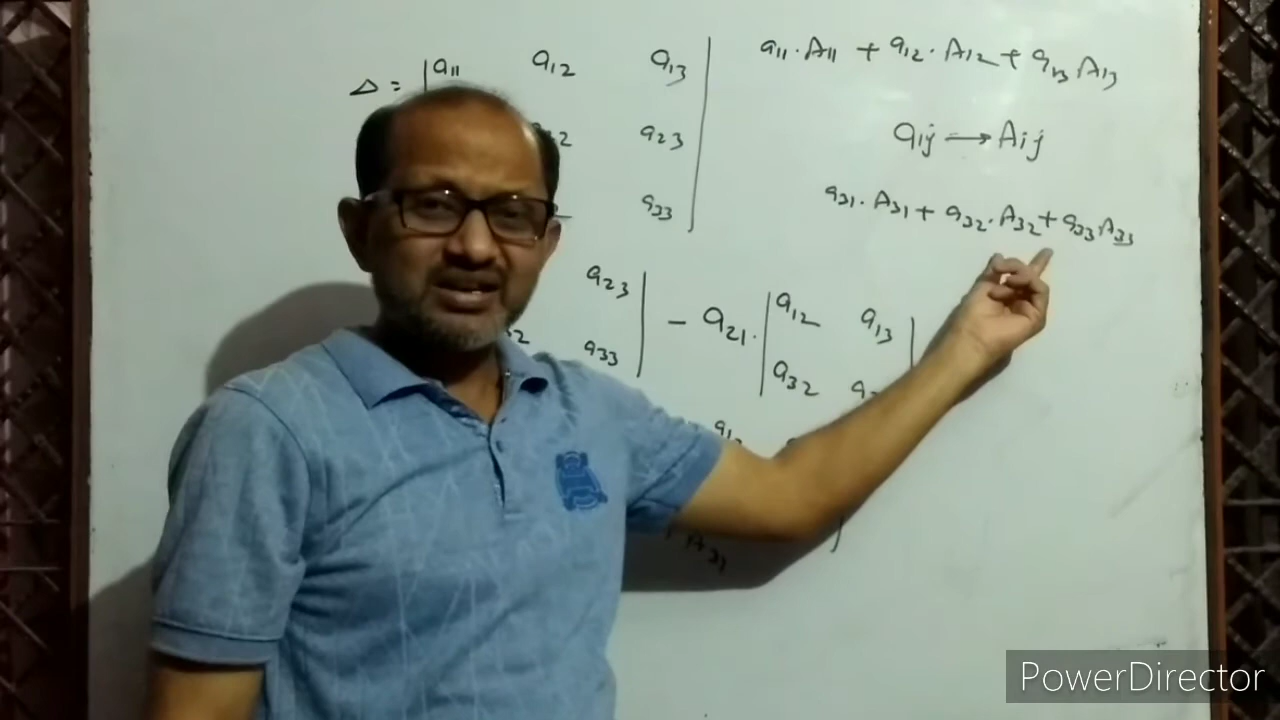 Δ = | a11 a12 a13 |
a11 . A11 + a12 . A12 + a13 A13
a23
aij → Aij
a33
a31 . A31 + a32 . A32 + a33 A33
a23 | - a21 . | a12 a13 |
a33
a32
A31
PowerDirector